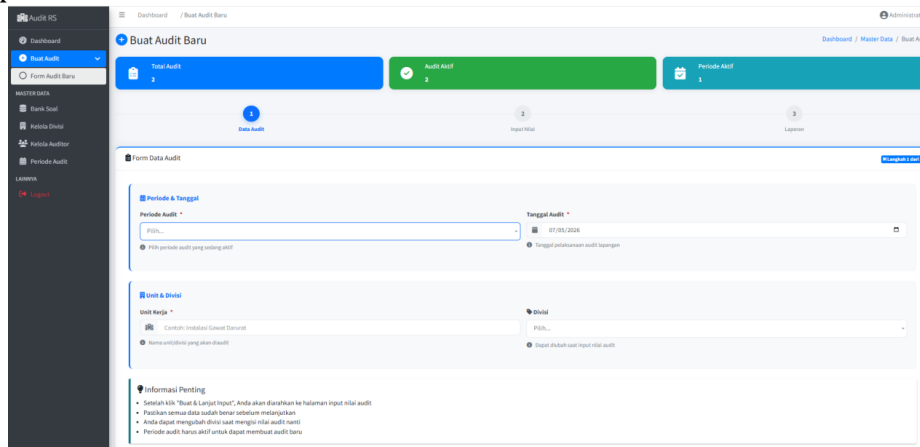 Audit RS
Dashboard
Buat Audit
Form Audit Baru
MASTER DATA
Bank Soal
Kelola Divisi
Kelola Auditor
Periode Audit
LAINNYA
Logout
Dashboard / Buat Audit Baru
Administrat
Buat Audit Baru
Dashboard / Master Data / Buat Au
Total Audit
2
Audit Aktif
2
Periode Aktif
1
1
Data Audit
2
Input Nilai
3
Laporan
Form Data Audit
Langkah 1 dari
Periode & Tanggal
Periode Audit *
Pilih...
Pilih periode audit yang sedang aktif
Tanggal Audit *
07/05/2026
Tanggal pelaksanaan audit lapangan
Unit & Divisi
Unit Kerja *
Contoh: Instalasi Gawat Darurat
Nama unit/divisi yang akan diaudit
Divisi
Pilih...
Dapat diubah saat input nilai audit
Informasi Penting
• Setelah klik "Buat & Lanjut Input", Anda akan diarahkan ke halaman input nilai audit
• Pastikan semua data sudah benar sebelum melanjutkan
• Anda dapat mengubah divisi saat mengisi nilai audit nanti
• Periode audit harus aktif untuk dapat membuat audit baru